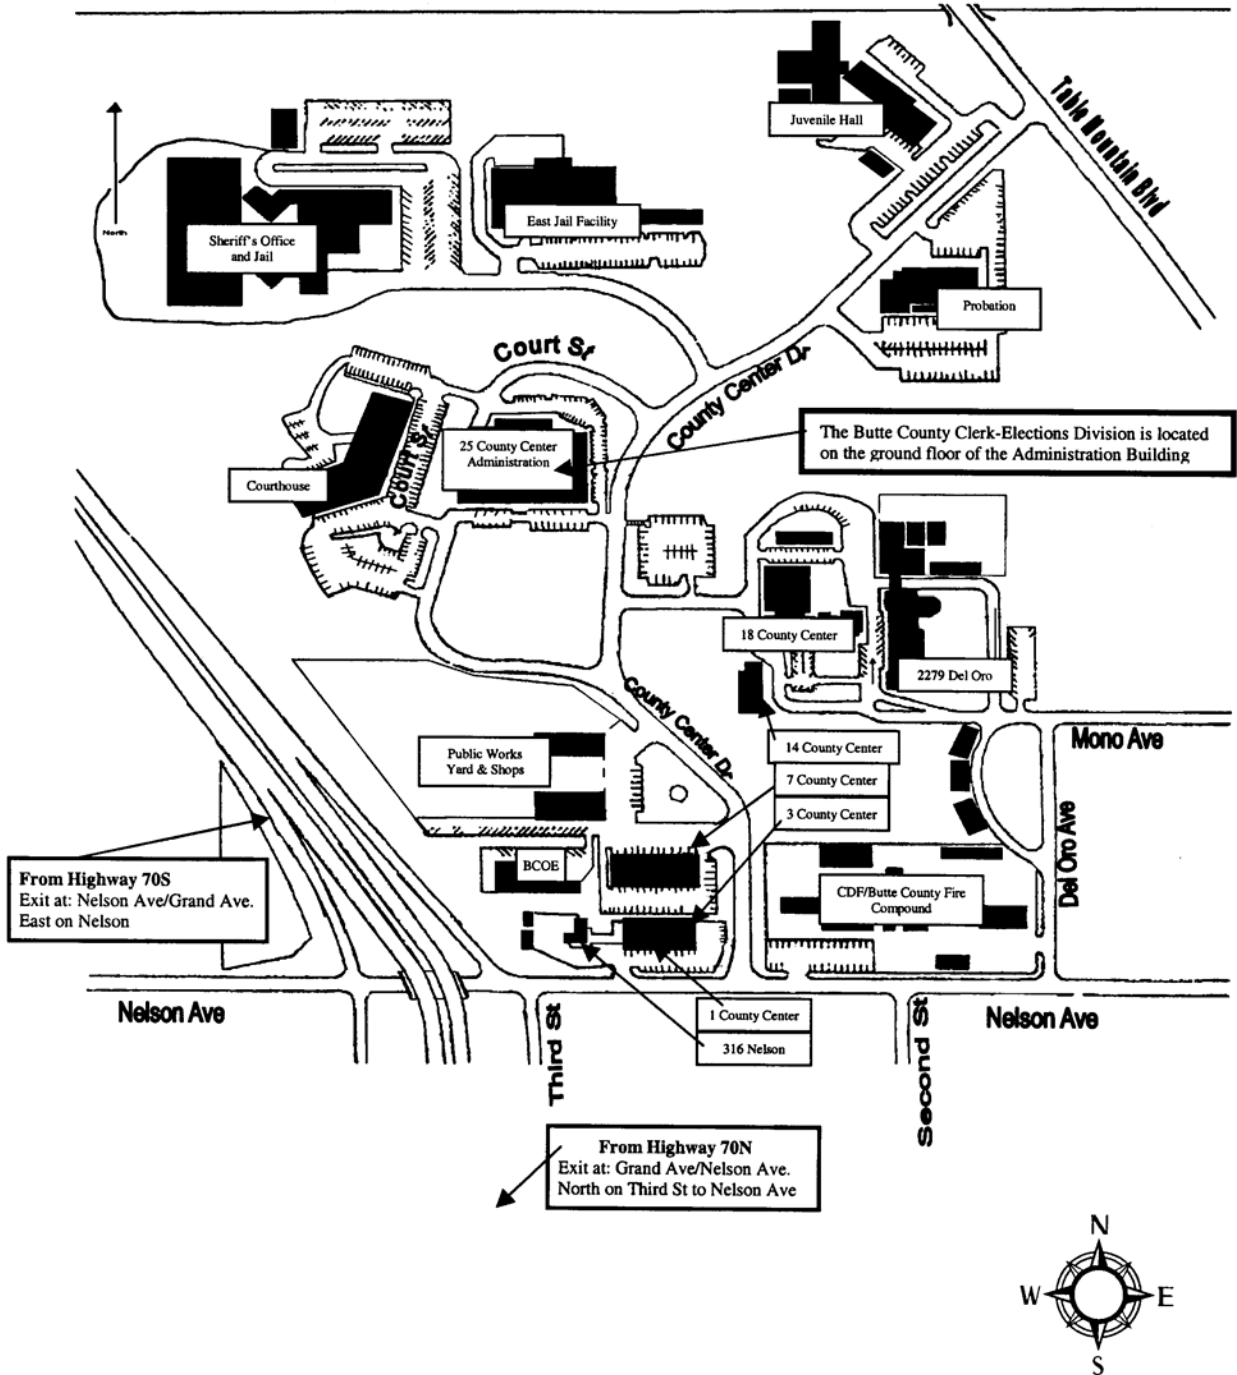 Table Mountain Blvd
Juvenile Hall
North
Sheriff's Office
and Jail
East Jail Facility
Probation
Court St
County Center Dr
The Butte County Clerk-Elections Division is located
on the ground floor of the Administration Building
25 County Center
Administration
Court St
Courthouse
18 County Center
2279 Del Oro
County Center Dr
Mono Ave
14 County Center
Public Works
Yard & Shops
7 County Center
3 County Center
Del Oro Ave
BCOE
From Highway 70S
Exit at: Nelson Ave/Grand Ave.
East on Nelson
CDF/Butte County Fire
Compound
Nelson Ave
1 County Center
316 Nelson
Nelson Ave
Third St
Second St
From Highway 70N
Exit at: Grand Ave/Nelson Ave.
North on Third St to Nelson Ave
N
W E
S